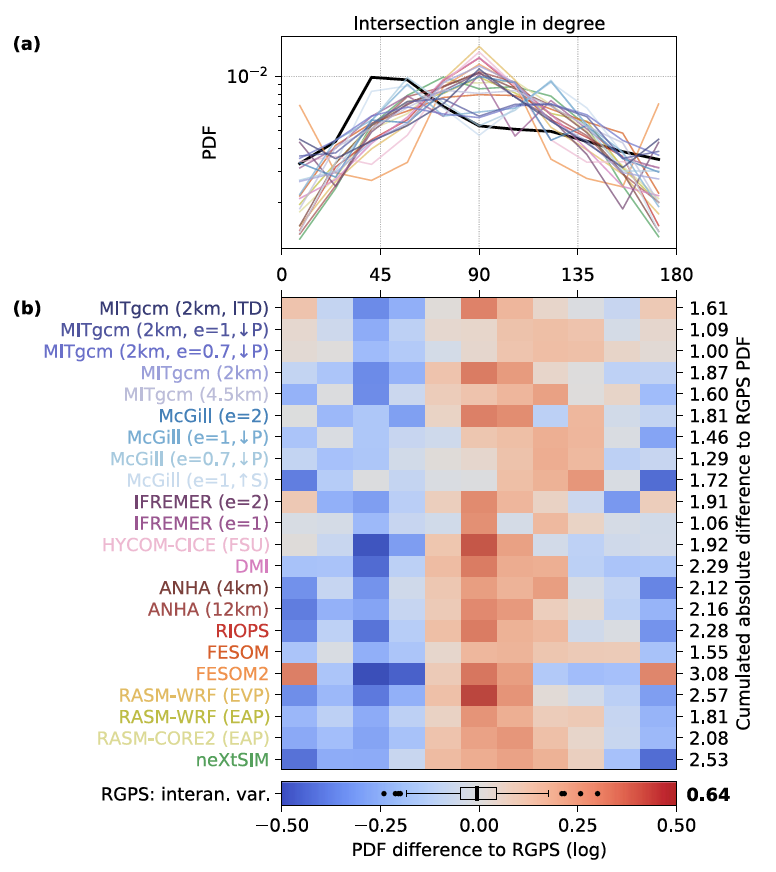 Intersection angle in degree
(a)
10⁻²
PDF
0 45 90 135 180
(b)
MITgcm (2km, ITD) 1.61
MITgcm (2km, e=1,↓P) 1.09
MITgcm (2km, e=0.7,↓P) 1.00
MITgcm (2km) 1.87
MITgcm (4.5km) 1.60
McGill (e=2) 1.81
McGill (e=1,↓P) 1.46
McGill (e=0.7,↓P) 1.29
McGill (e=1,↑S) 1.72
IFREMER (e=2) 1.91
IFREMER (e=1) 1.06
HYCOM-CICE (FSU) 1.92
DMI 2.29
ANHA (4km) 2.12
ANHA (12km) 2.16
RIOPS 2.28
FESOM 1.55
FESOM2 3.08
RASM-WRF (EVP) 2.57
RASM-WRF (EAP) 1.81
RASM-CORE2 (EAP) 2.08
neXtSIM 2.53
Cumulated absolute difference to RGPS PDF
RGPS: interan. var. 0.64
−0.50 −0.25 0.00 0.25 0.50
PDF difference to RGPS (log)